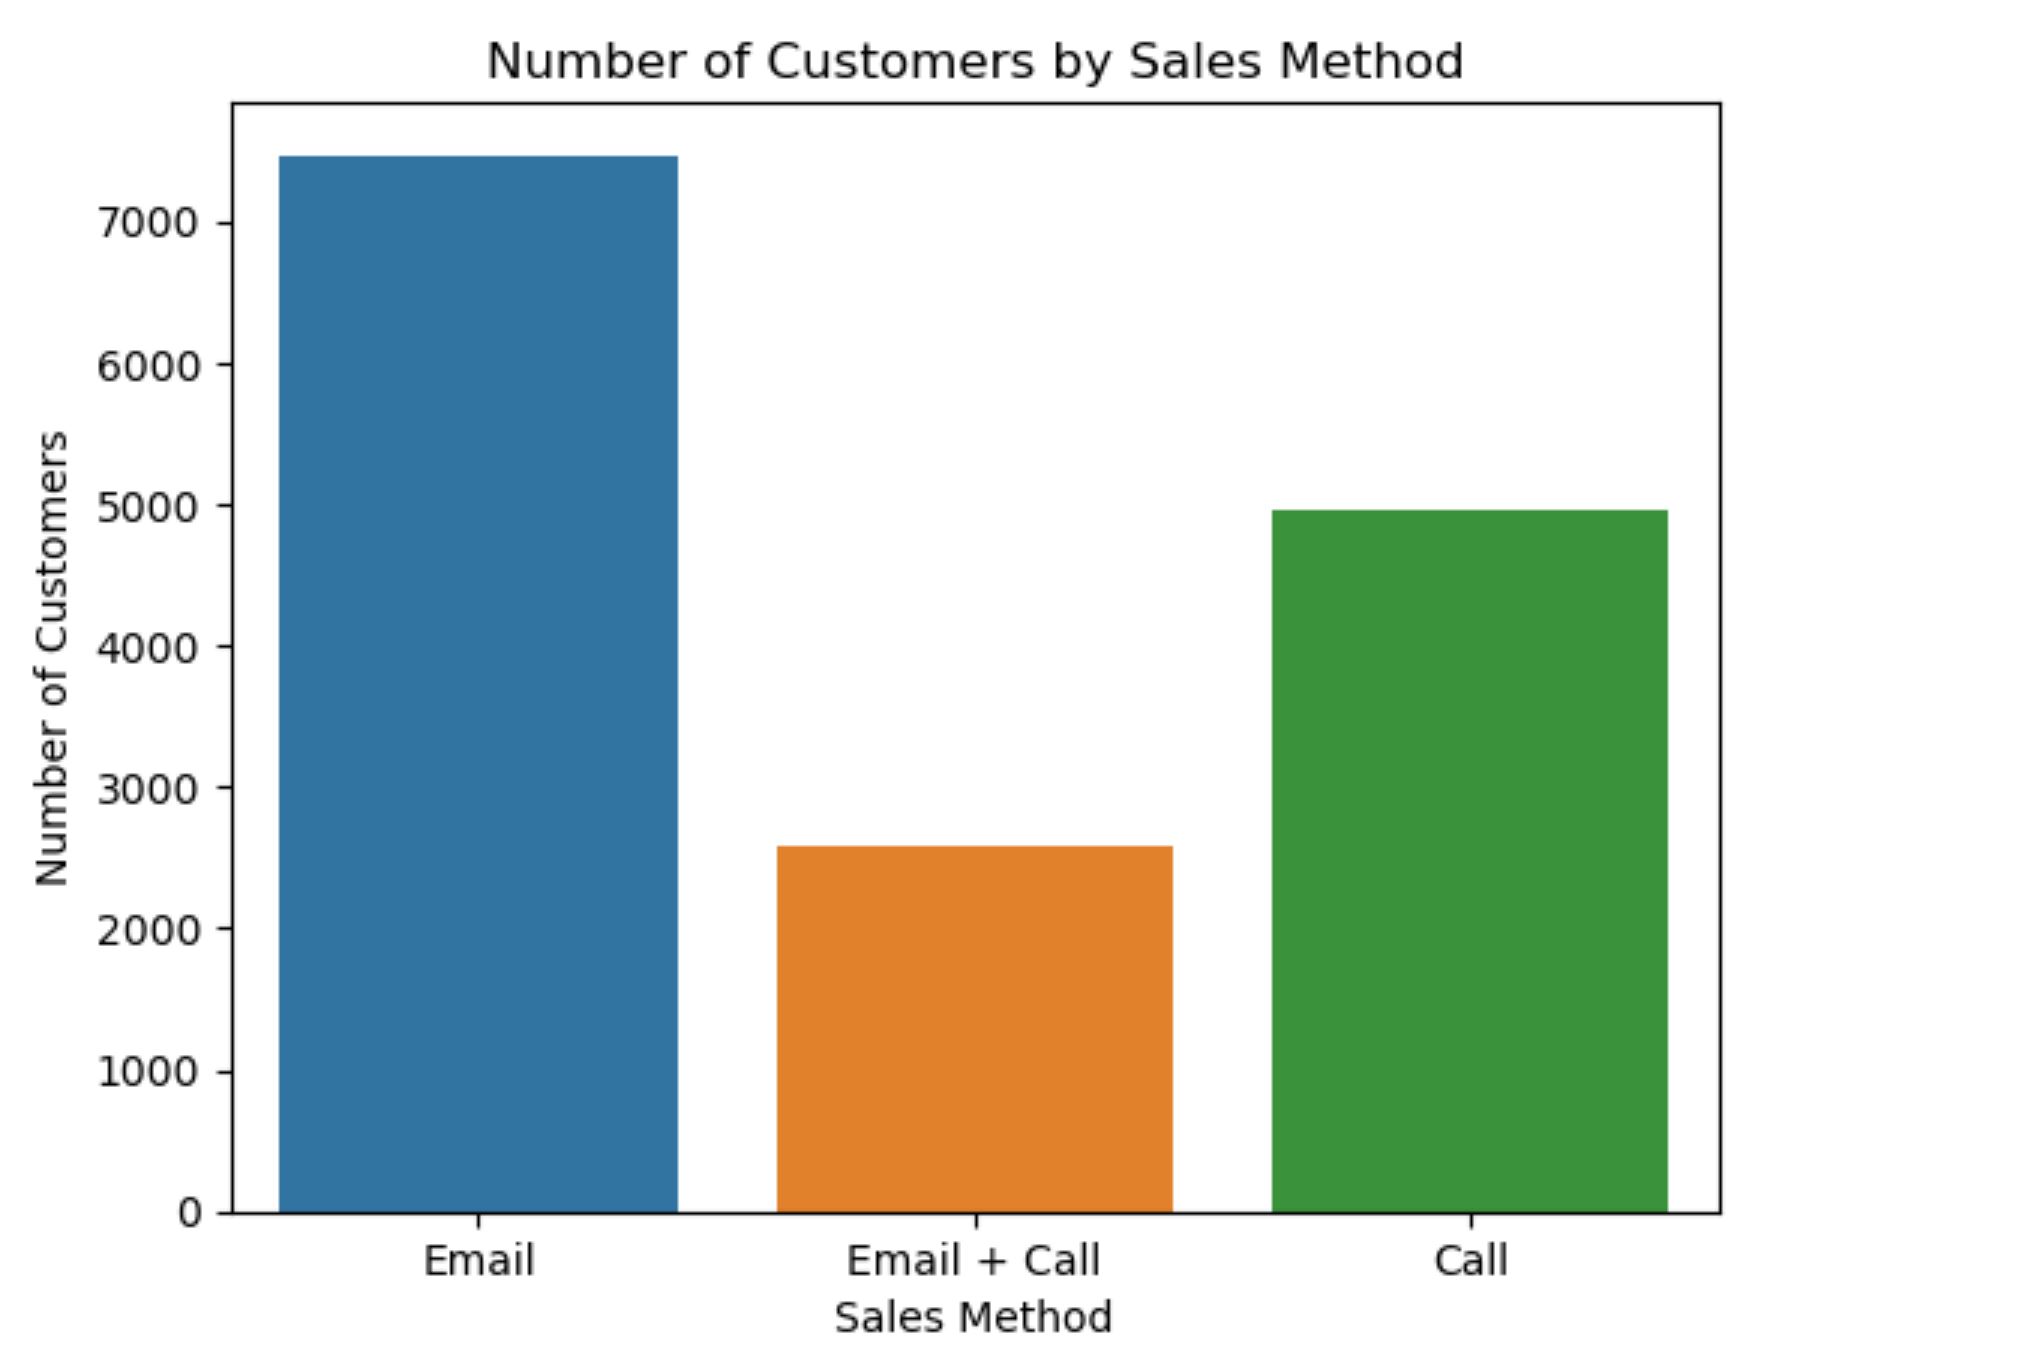 Number of Customers by Sales Method
Number of Customers
7000
6000
5000
4000
3000
2000
1000
0
Email
Email + Call
Call
Sales Method